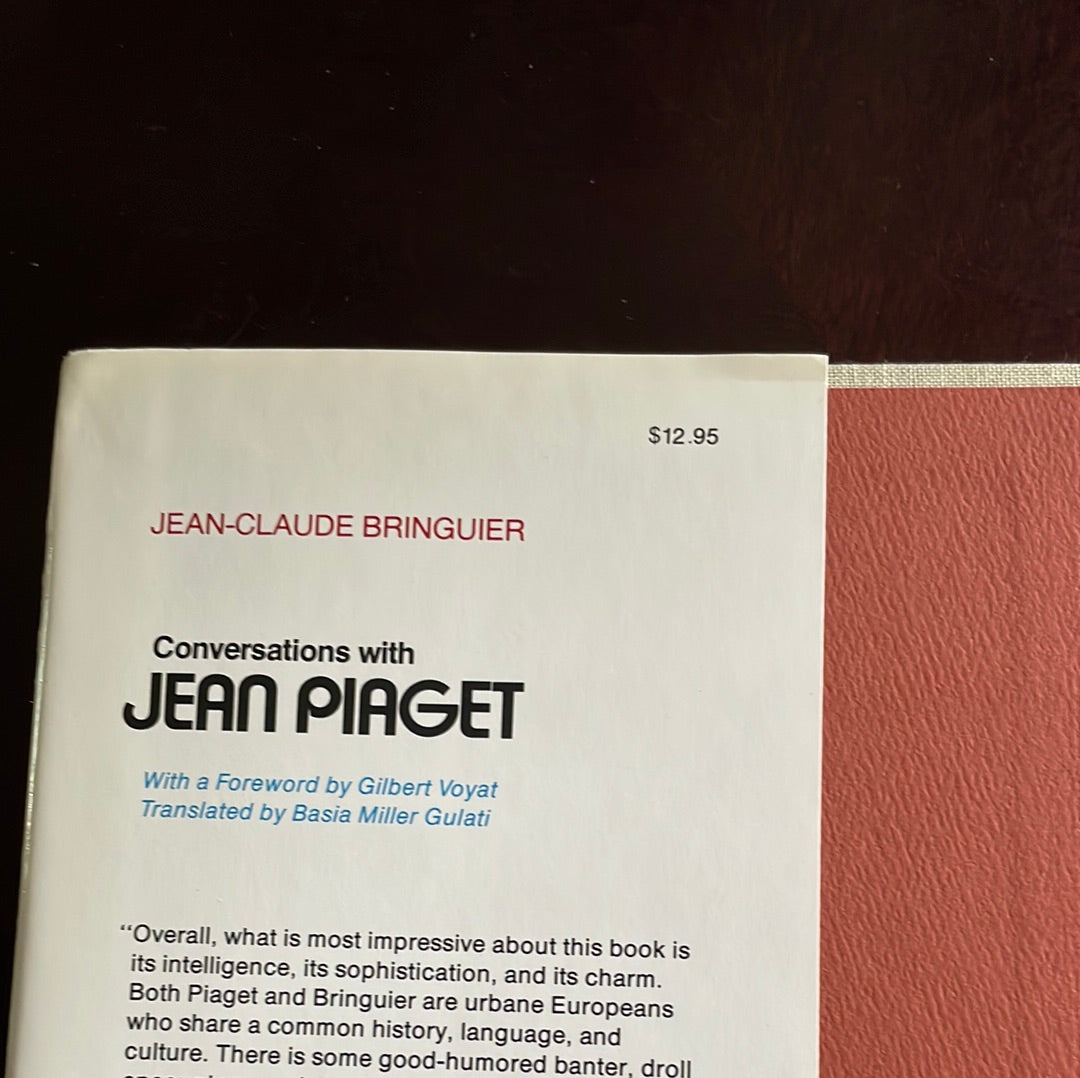 $12.95
JEAN-CLAUDE BRINGUIER
Conversations with
JEAN PIAGET
With a Foreword by Gilbert Voyat
Translated by Basia Miller Gulati
“Overall, what is most impressive about this book is
its intelligence, its sophistication, and its charm.
Both Piaget and Bringuier are urbane Europeans
who share a common history, language, and
culture. There is some good-humored banter, droll